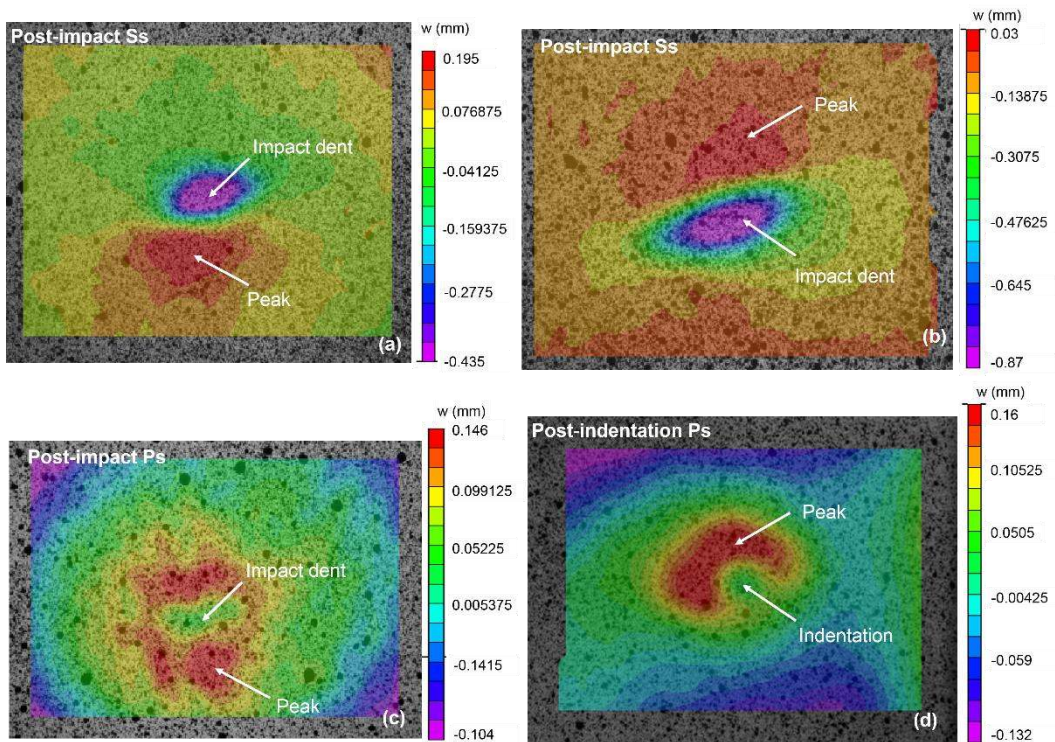 Post-impact Ss
Impact dent
Peak
(a)
w (mm)
0.195
0.076875
-0.04125
-0.159375
-0.2775
-0.435
Post-impact Ss
Peak
Impact dent
(b)
w (mm)
0.03
-0.13875
-0.3075
-0.47625
-0.645
-0.87
Post-impact Ps
Impact dent
Peak
(c)
w (mm)
0.146
0.099125
0.05225
0.005375
-0.1415
-0.104
Post-indentation Ps
Peak
Indentation
(d)
w (mm)
0.16
0.10525
0.0505
-0.00425
-0.059
-0.132